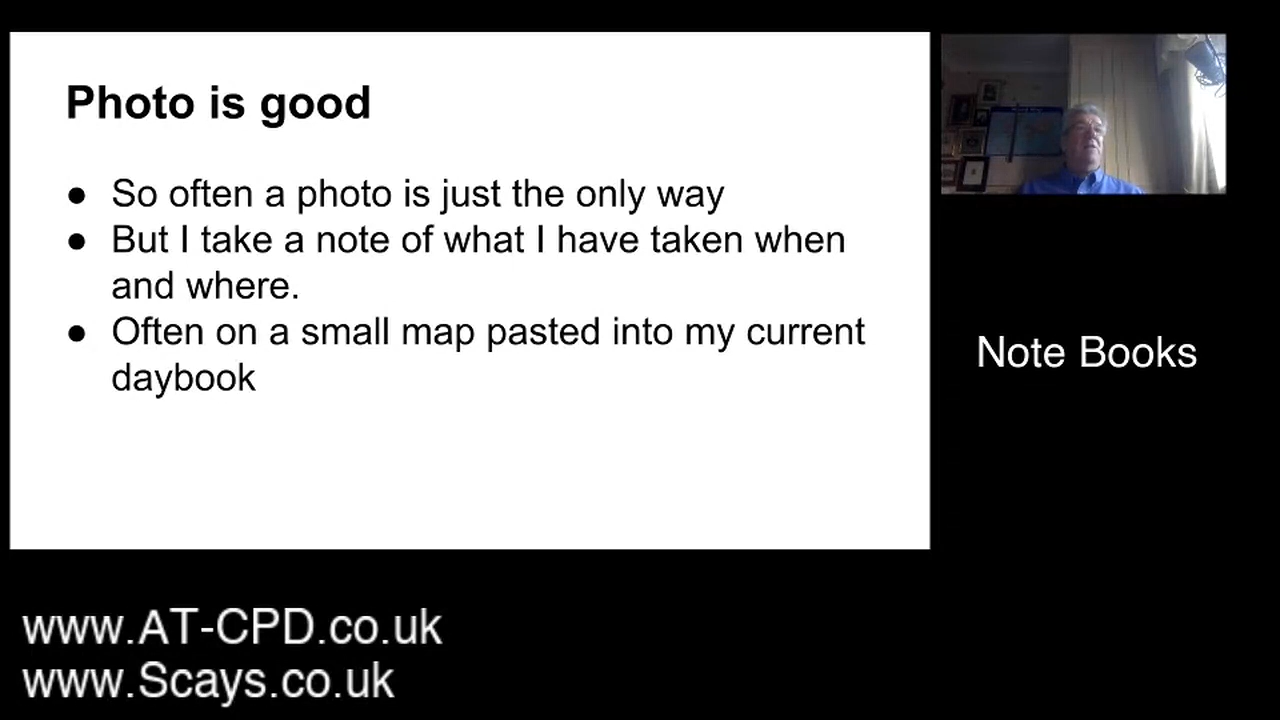 Photo is good
● So often a photo is just the only way
● But I take a note of what I have taken when
and where.
● Often on a small map pasted into my current
daybook
Note Books
www.AT-CPD.co.uk
www.Scays.co.uk